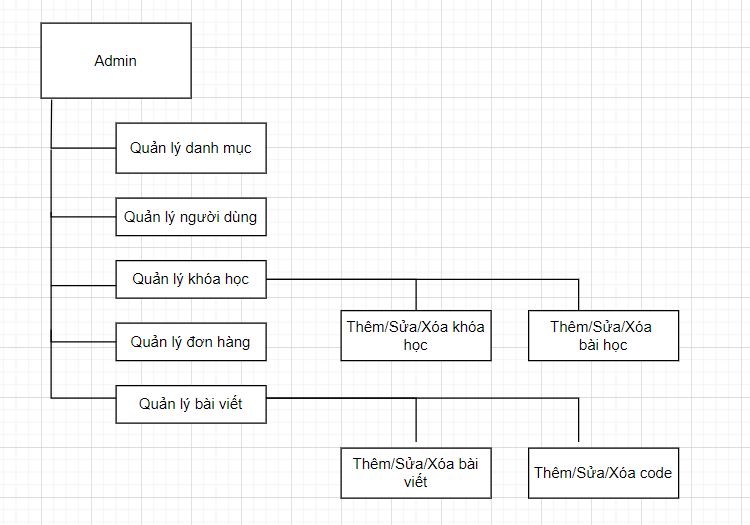 Admin
Quản lý danh mục
Quản lý người dùng
Quản lý khóa học
Thêm/Sửa/Xóa khóa
học
Thêm/Sửa/Xóa
bài học
Quản lý đơn hàng
Quản lý bài viết
Thêm/Sửa/Xóa bài
viết
Thêm/Sửa/Xóa code